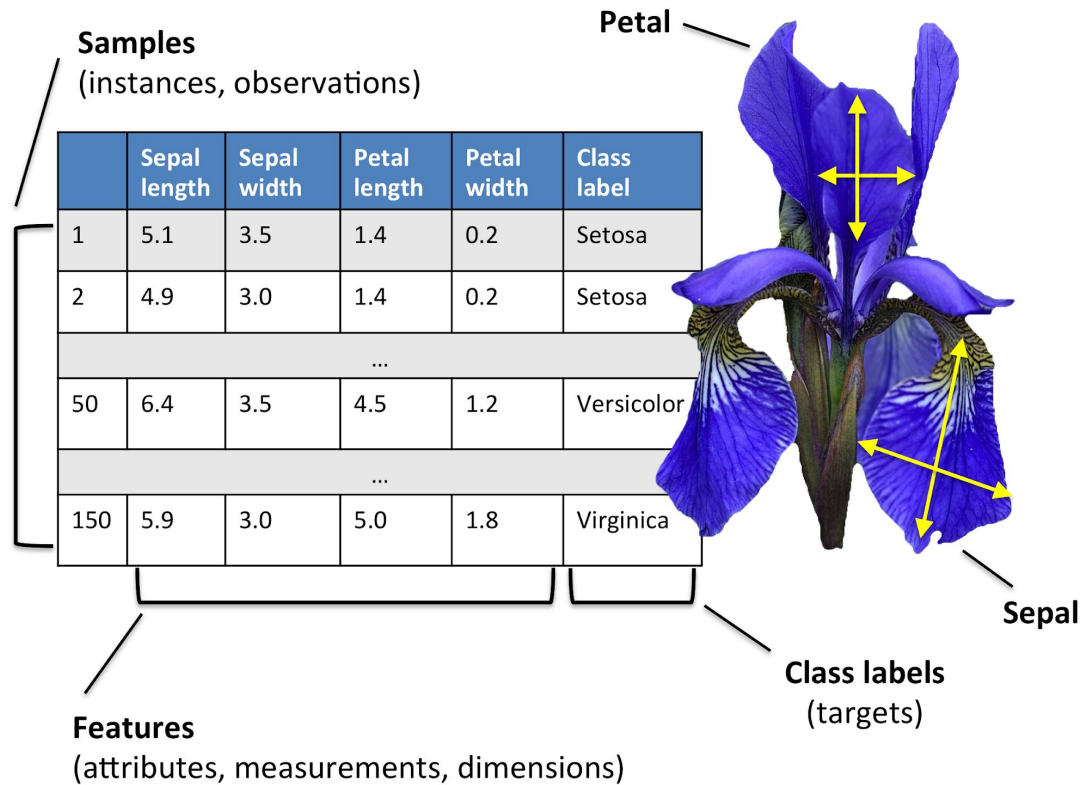 Petal
Samples
(instances, observations)
Sepal length Sepal width Petal length Petal width Class label
1 5.1 3.5 1.4 0.2 Setosa
2 4.9 3.0 1.4 0.2 Setosa
...
50 6.4 3.5 4.5 1.2 Versicolor
...
150 5.9 3.0 5.0 1.8 Virginica
Sepal
Class labels
(targets)
Features
(attributes, measurements, dimensions)